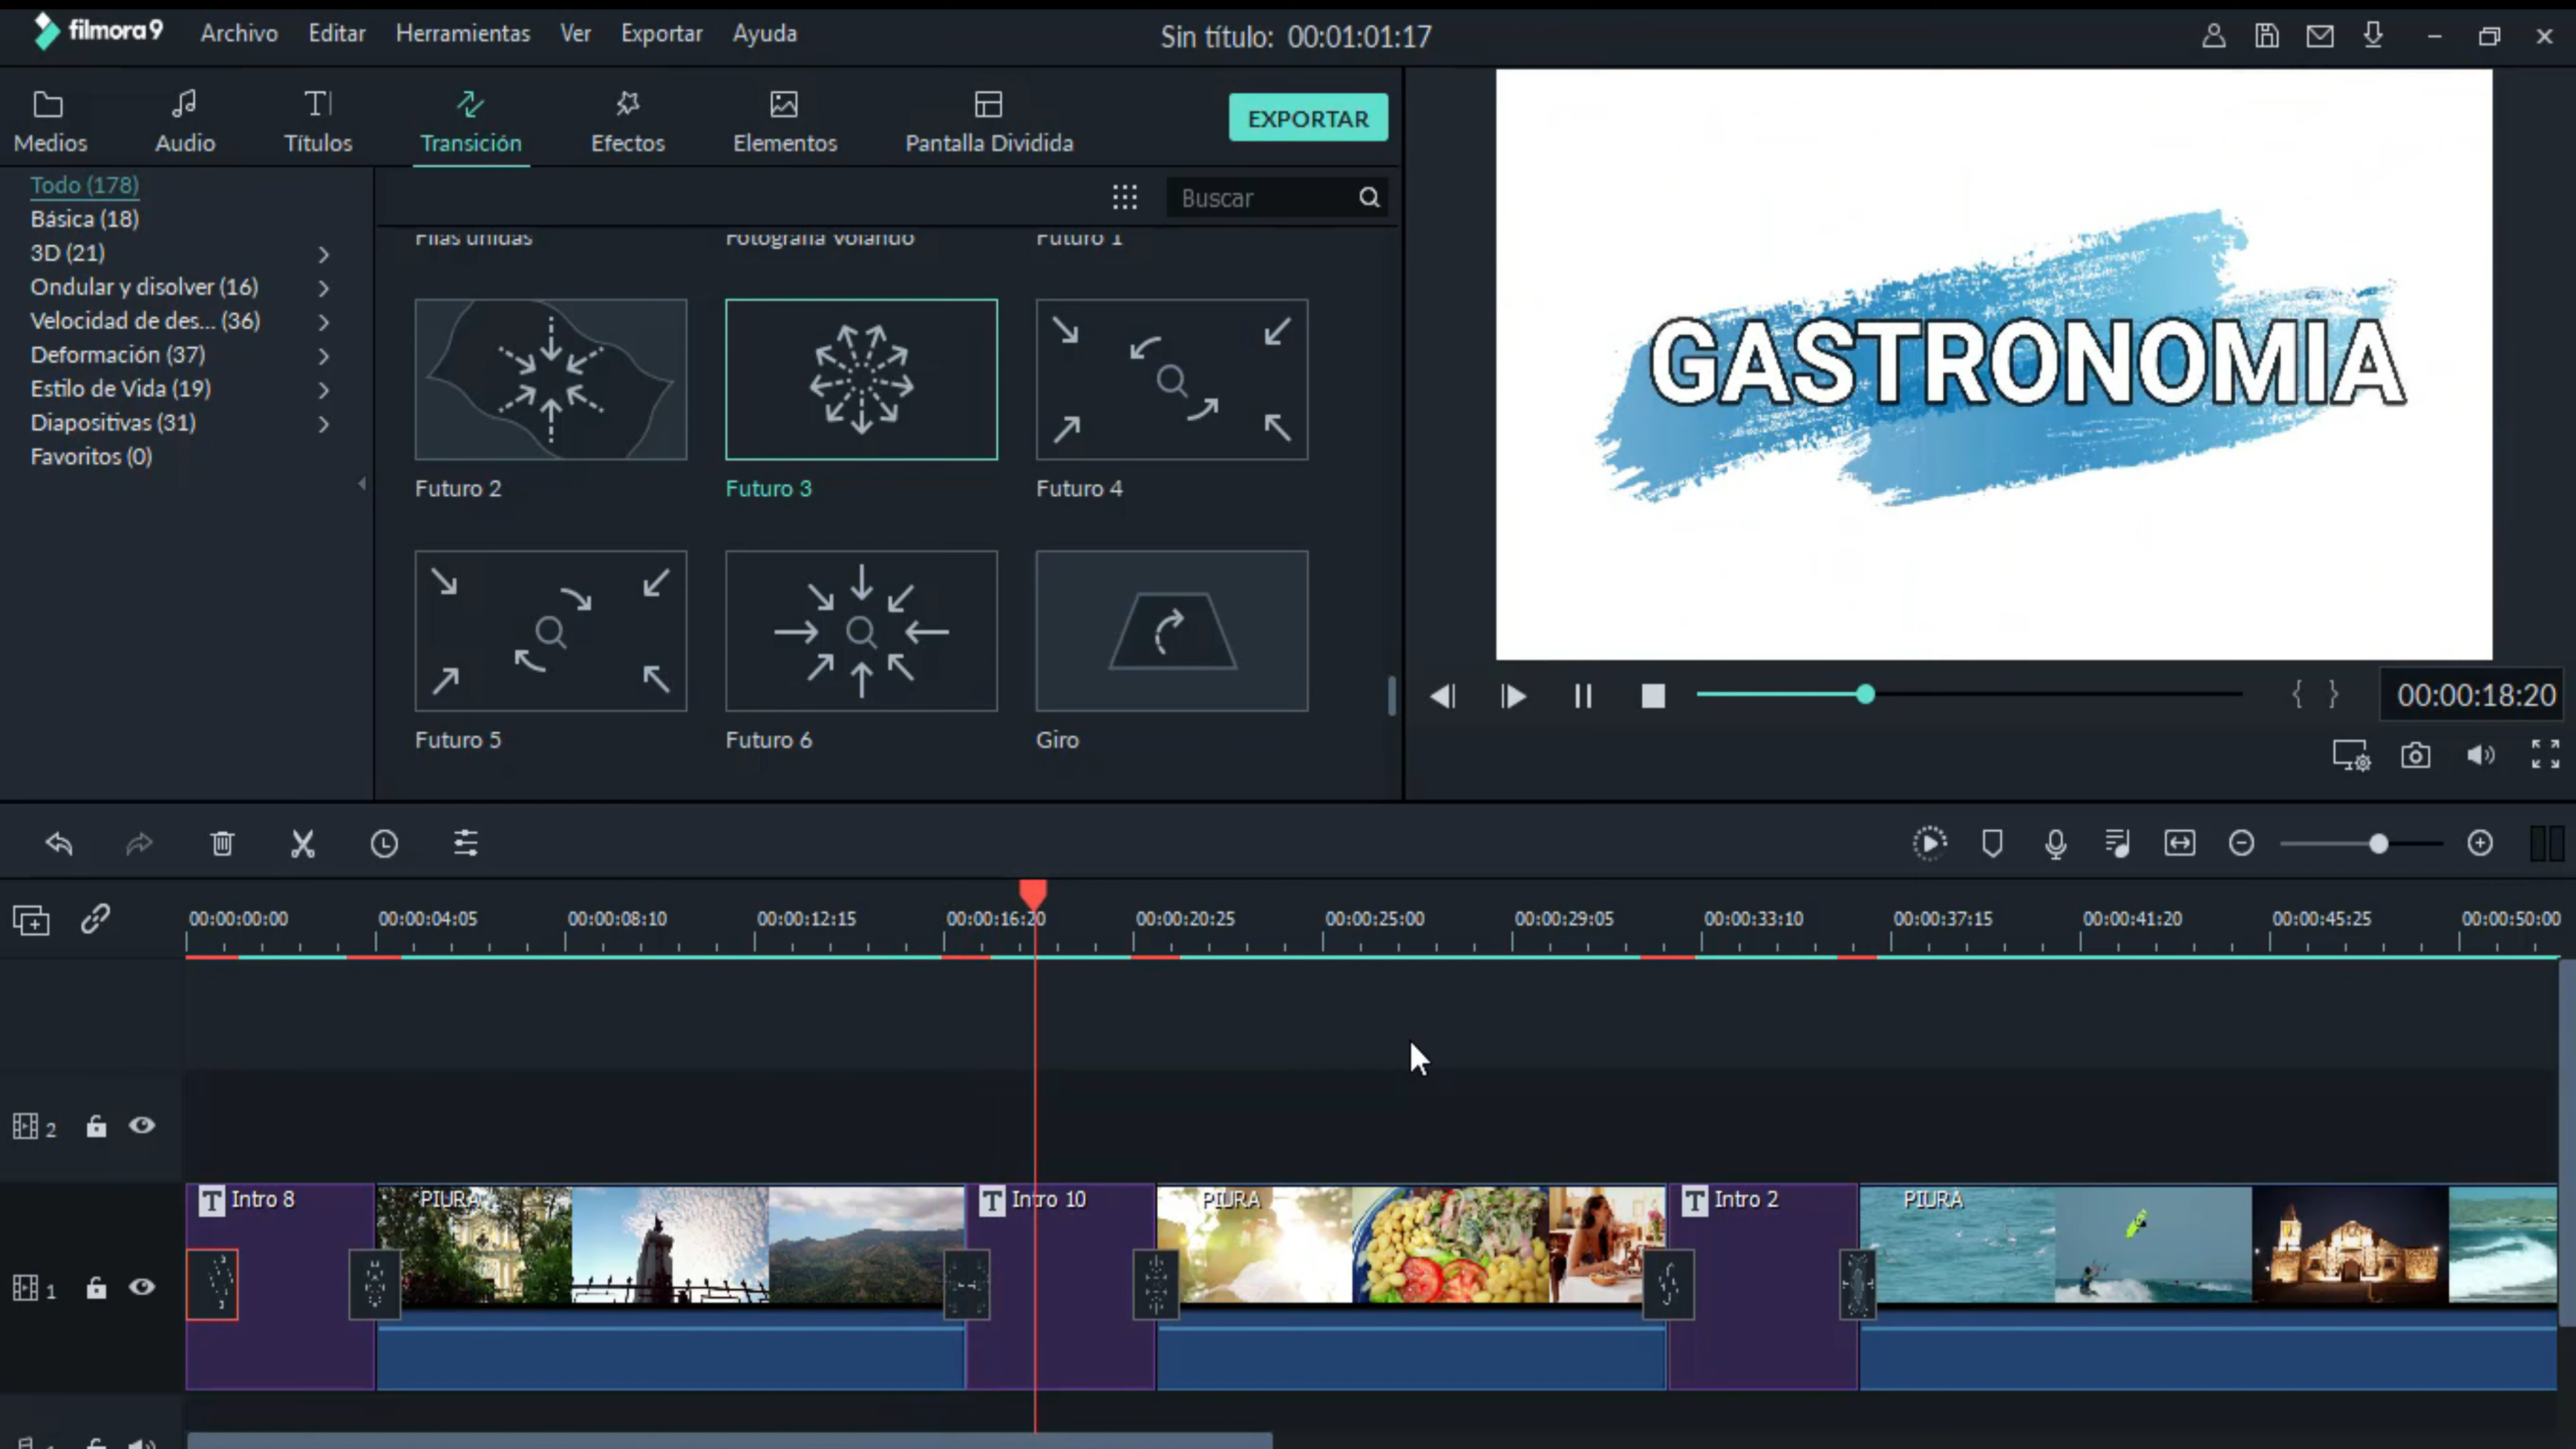 filmora9 Archivo Editar Herramientas Ver Exportar Ayuda Sin título: 00:01:01:17
Medios Audio Títulos Transición Efectos Elementos Pantalla Dividida EXPORTAR
Todo (178)
Básica (18)
3D (21)
Ondular y disolver (16)
Velocidad de des... (36)
Deformación (37)
Estilo de Vida (19)
Diapositivas (31)
Favoritos (0)
Buscar
Filas unidas Fotografía Volando Futuro 1
Futuro 2 Futuro 3 Futuro 4
Futuro 5 Futuro 6 Giro
GASTRONOMIA
{ } 00:00:18:20
00:00:00:00 00:00:04:05 00:00:08:10 00:00:12:15 00:00:16:20 00:00:20:25 00:00:25:00 00:00:29:05 00:00:33:10 00:00:37:15 00:00:41:20 00:00:45:25 00:00:50:00
2
T Intro 8 PIURA T Intro 10 PIURA T Intro 2 PIURA
1